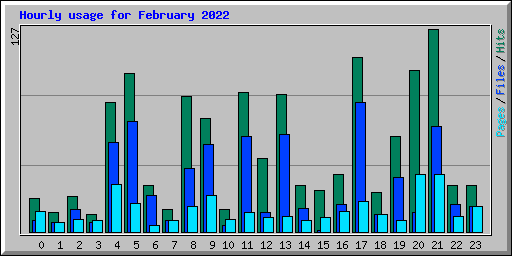 Hourly usage for February 2022
127
Pages/Files/Hits
0 1 2 3 4 5 6 7 8 9 10 11 12 13 14 15 16 17 18 19 20 21 22 23